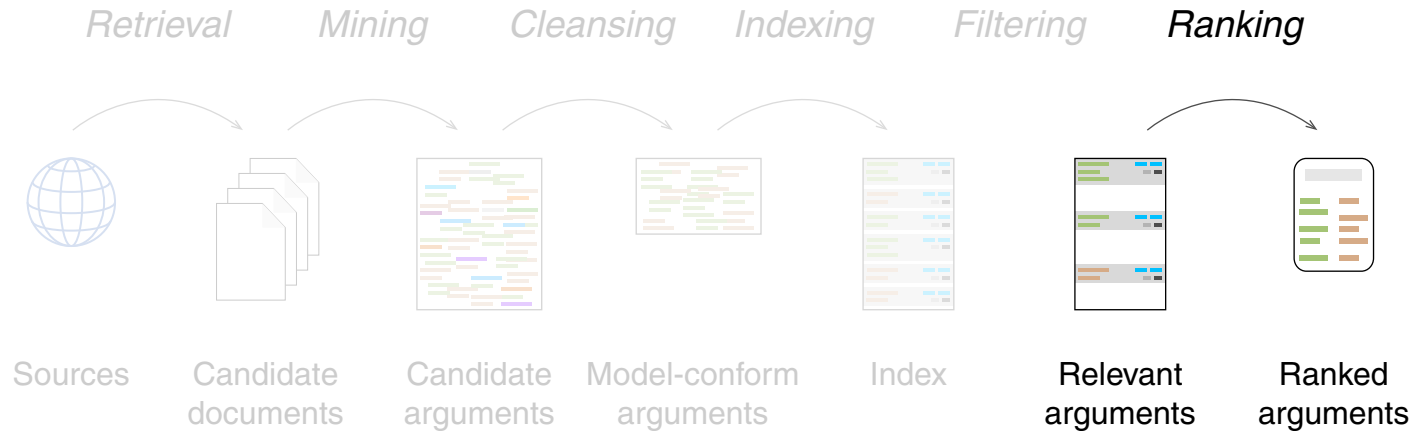 Retrieval Mining Cleansing Indexing Filtering Ranking
Sources Candidate Candidate Model-conform Index Relevant Ranked
documents arguments arguments arguments arguments